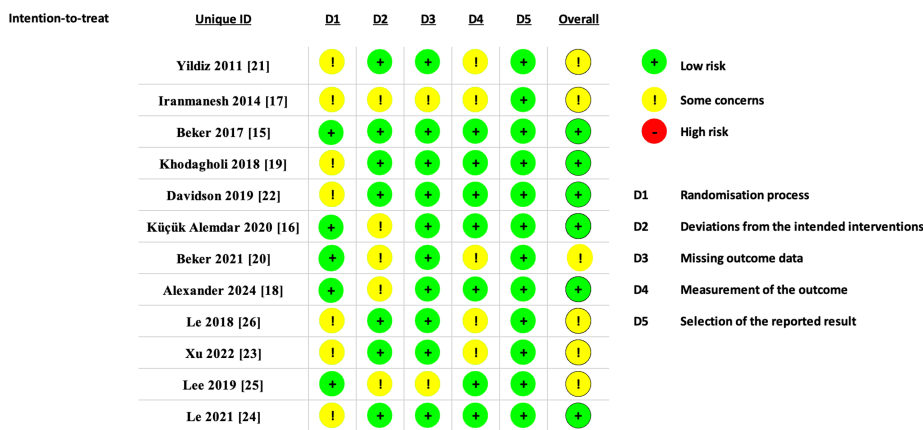 Intention-to-treat Unique ID D1 D2 D3 D4 D5 Overall
Yildiz 2011 [21] ! + + ! + !
Iranmanesh 2014 [17] ! ! ! ! + !
Beker 2017 [15] + + + + + +
Khodagholi 2018 [19] ! + + + + +
Davidson 2019 [22] ! + + + + +
Küçük Alemdar 2020 [16] + ! + + + +
Beker 2021 [20] + ! + ! + !
Alexander 2024 [18] + ! + + + +
Le 2018 [26] ! + + ! + !
Xu 2022 [23] ! + + ! + !
Lee 2019 [25] + ! ! + + !
Le 2021 [24] ! + + + + +
+ Low risk
! Some concerns
- High risk
D1 Randomisation process
D2 Deviations from the intended interventions
D3 Missing outcome data
D4 Measurement of the outcome
D5 Selection of the reported result